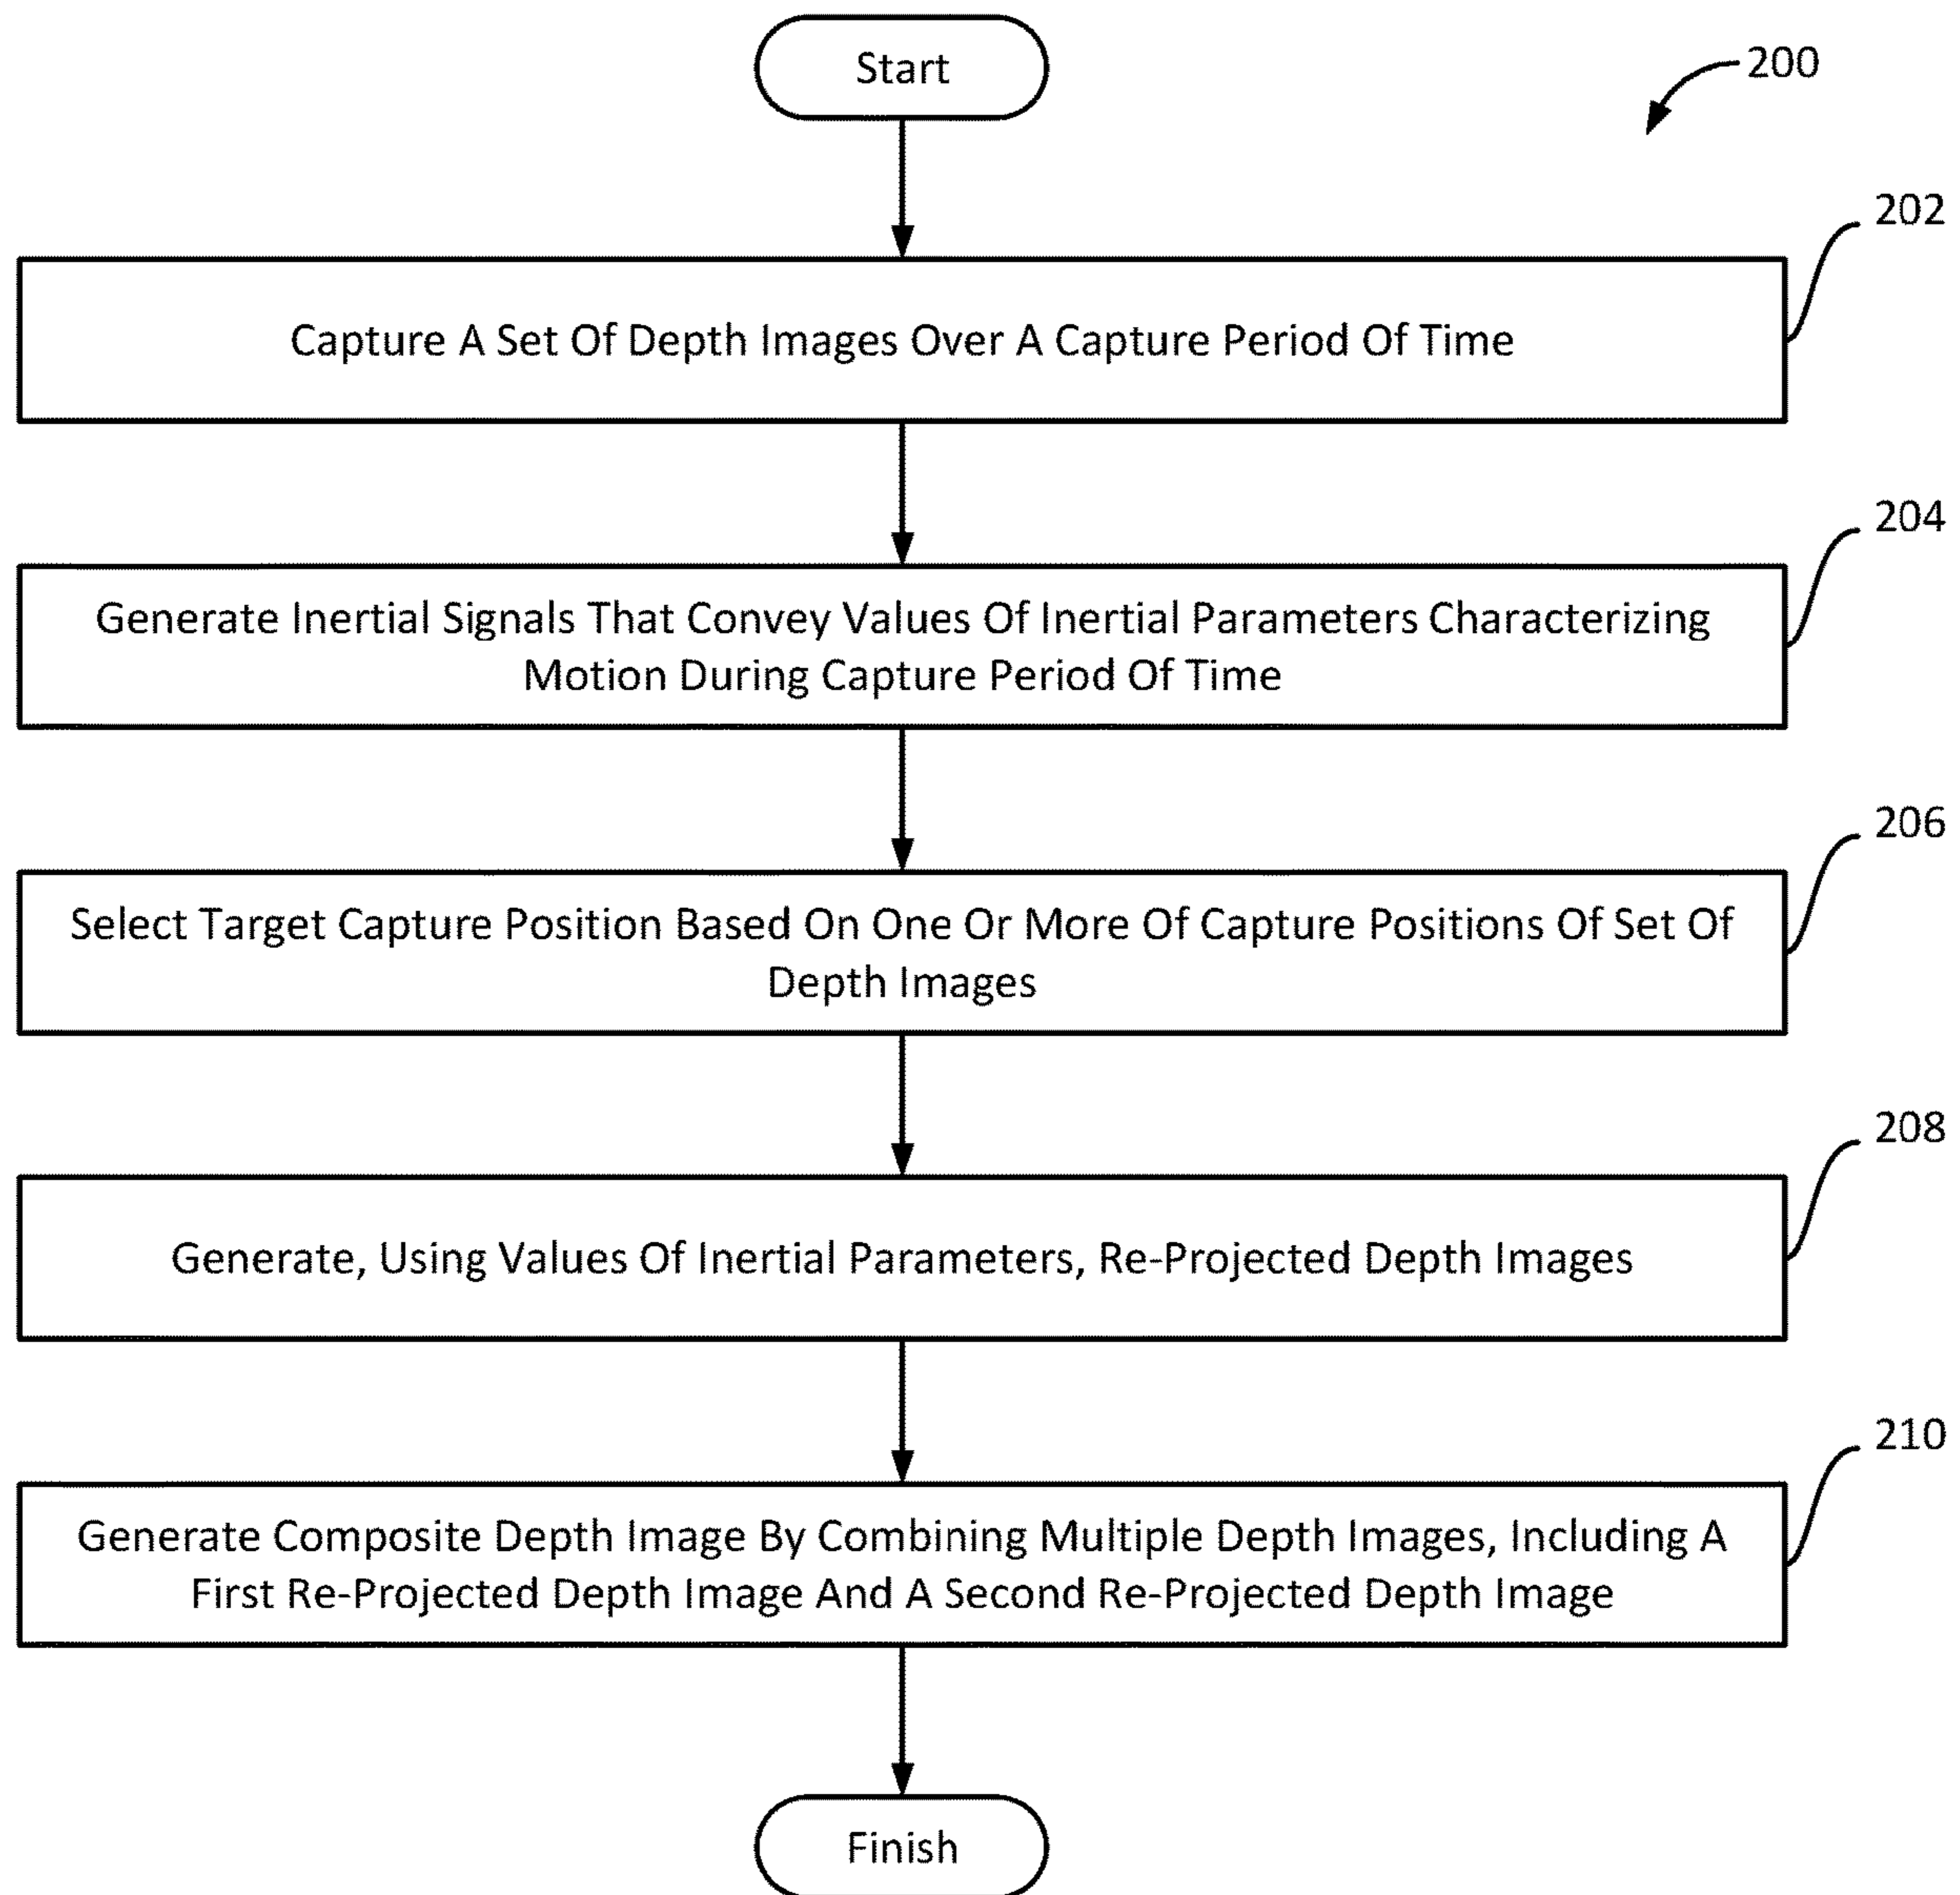 Start
200
202
Capture A Set Of Depth Images Over A Capture Period Of Time
204
Generate Inertial Signals That Convey Values Of Inertial Parameters Characterizing
Motion During Capture Period Of Time
206
Select Target Capture Position Based On One Or More Of Capture Positions Of Set Of
Depth Images
208
Generate, Using Values Of Inertial Parameters, Re-Projected Depth Images
210
Generate Composite Depth Image By Combining Multiple Depth Images, Including A
First Re-Projected Depth Image And A Second Re-Projected Depth Image
Finish